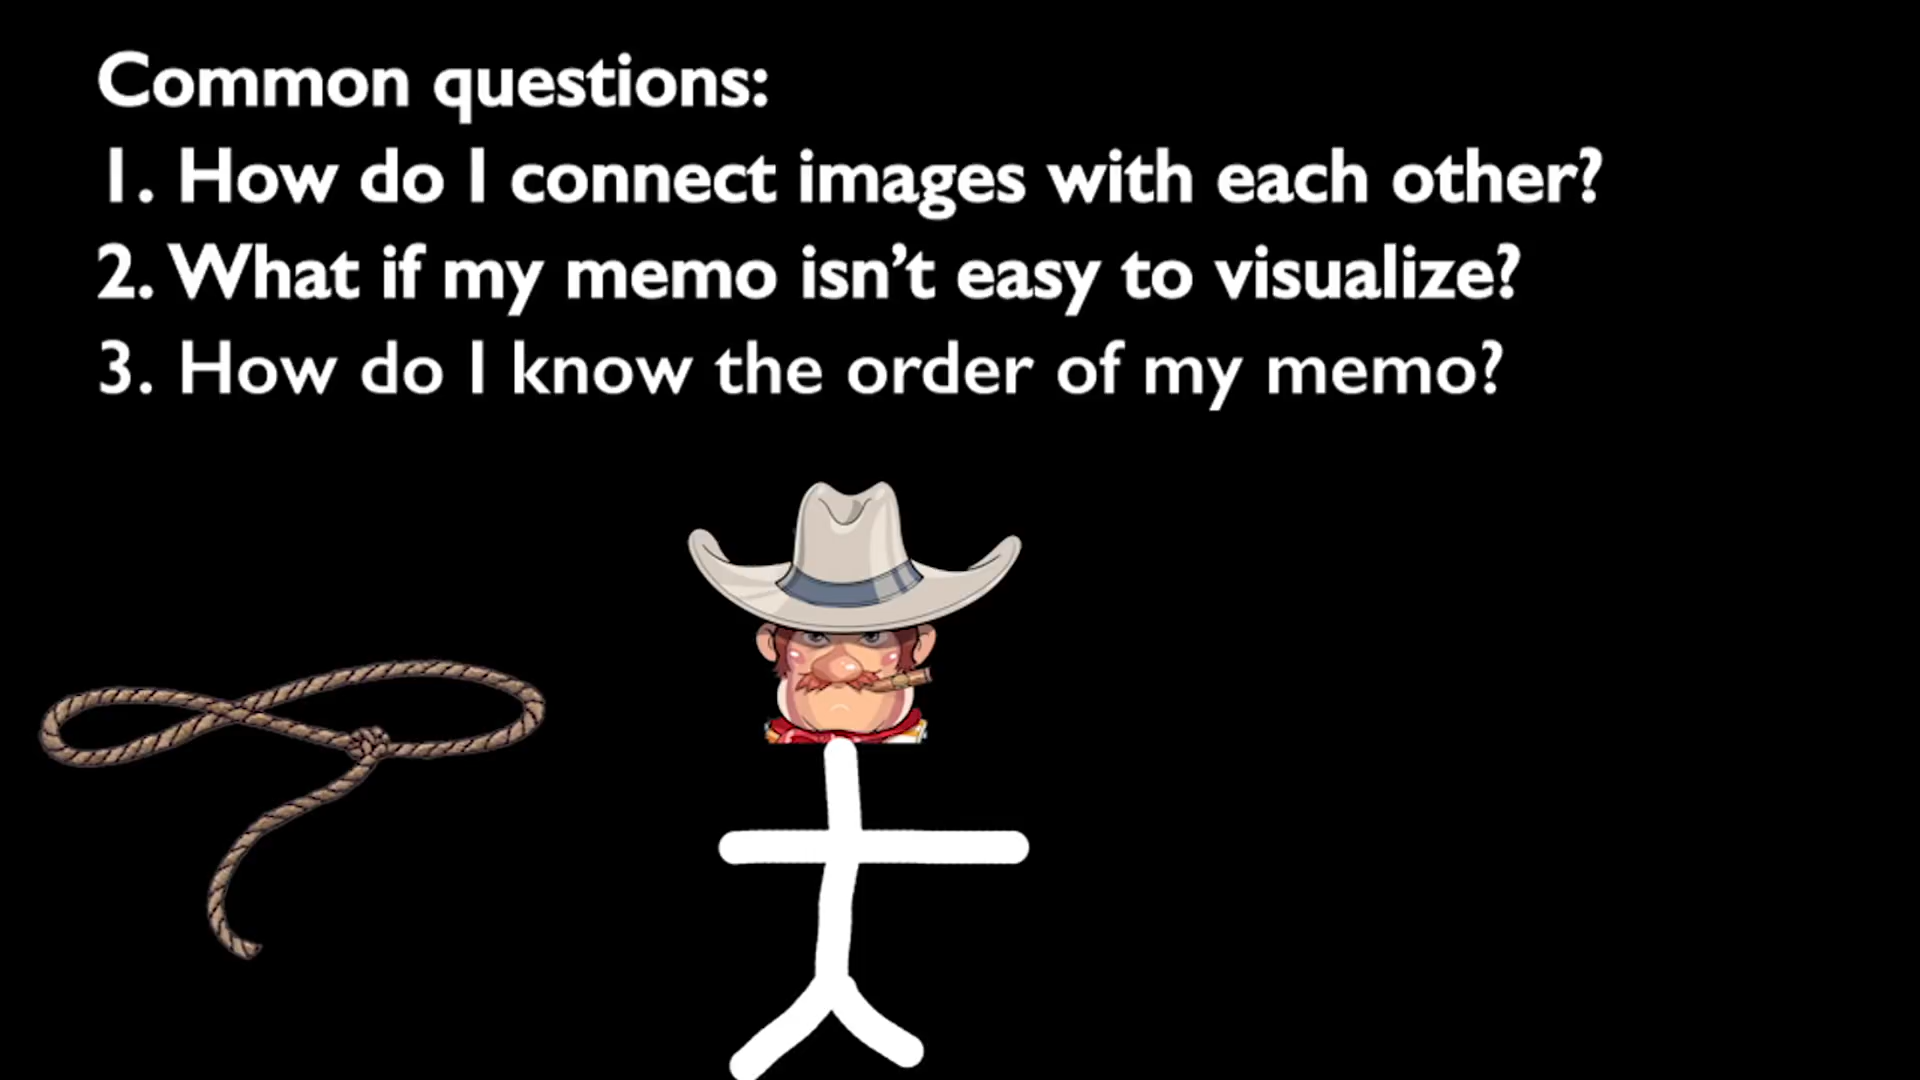 Common questions:
1. How do I connect images with each other?
2. What if my memo isn’t easy to visualize?
3. How do I know the order of my memo?